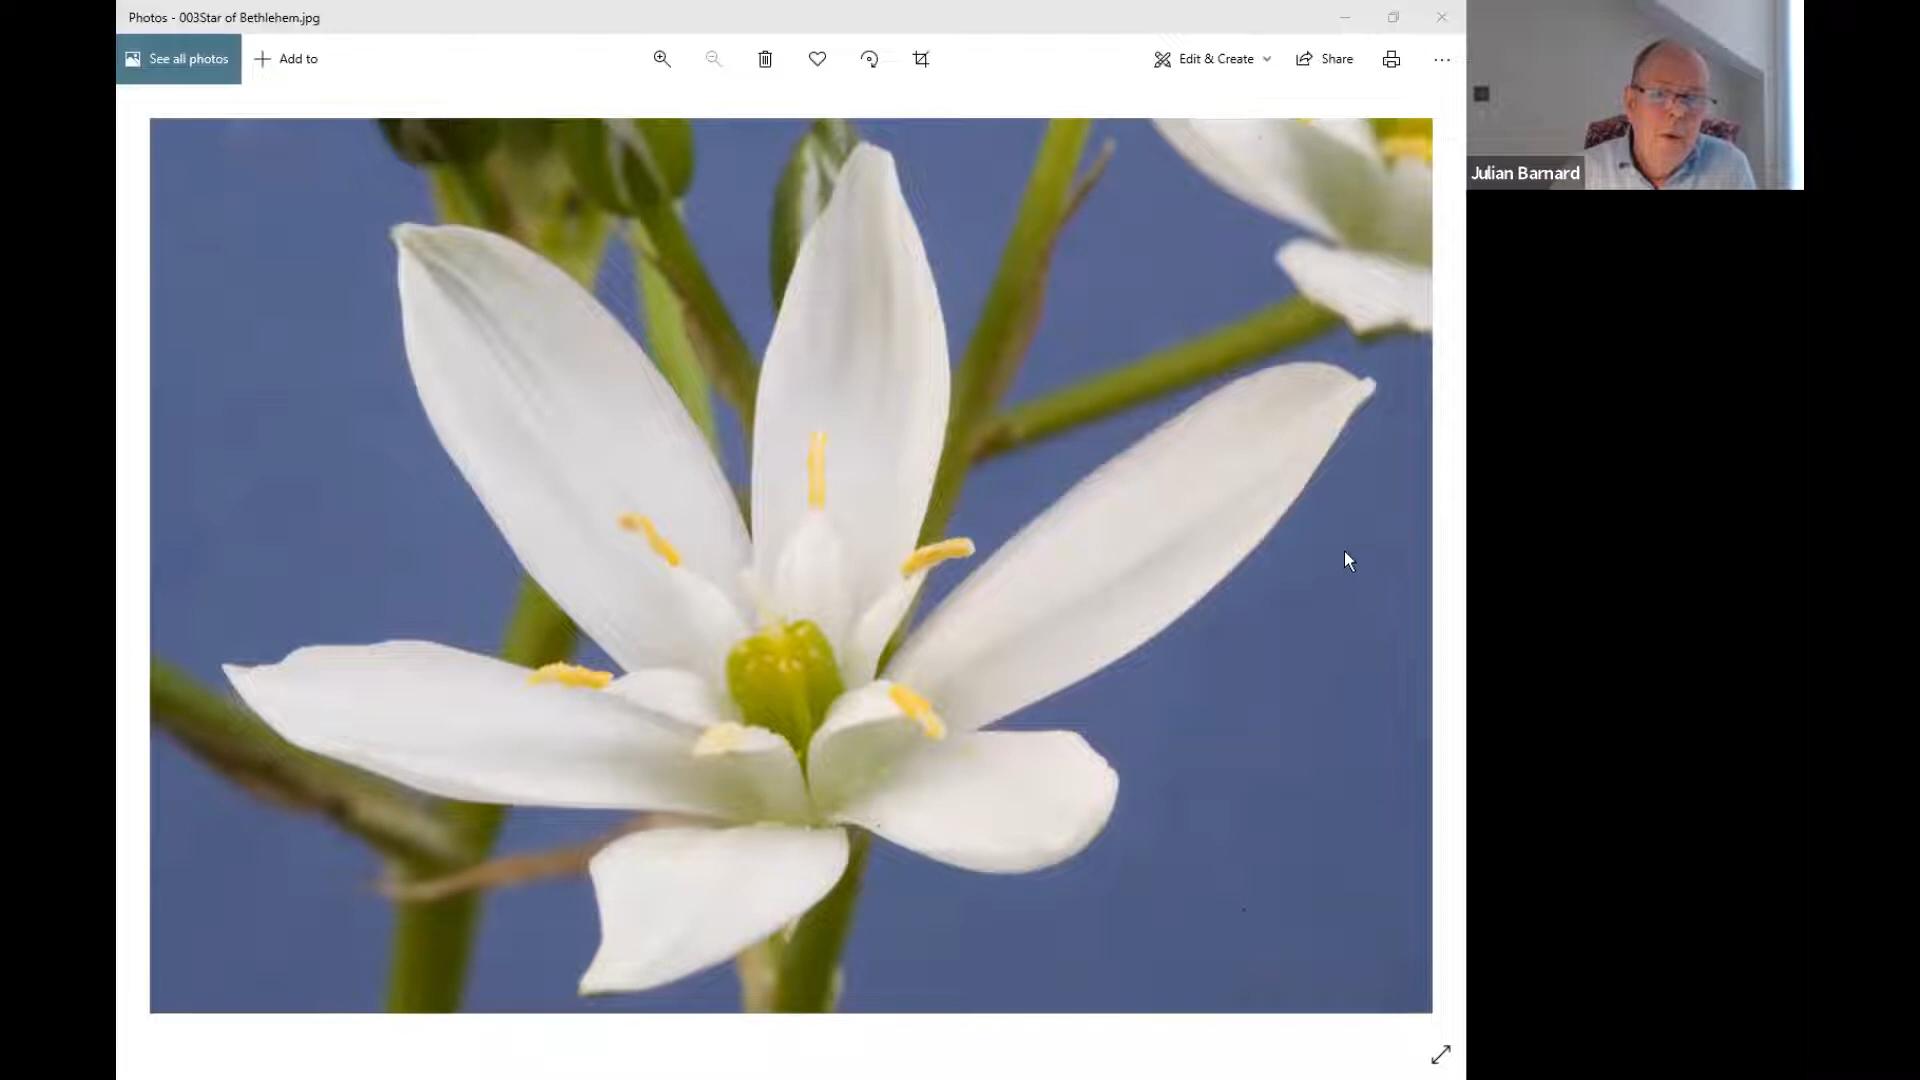 Photos - 003Star of Bethlehem.jpg
See all photos
Add to
Edit & Create
Share
Julian Barnard